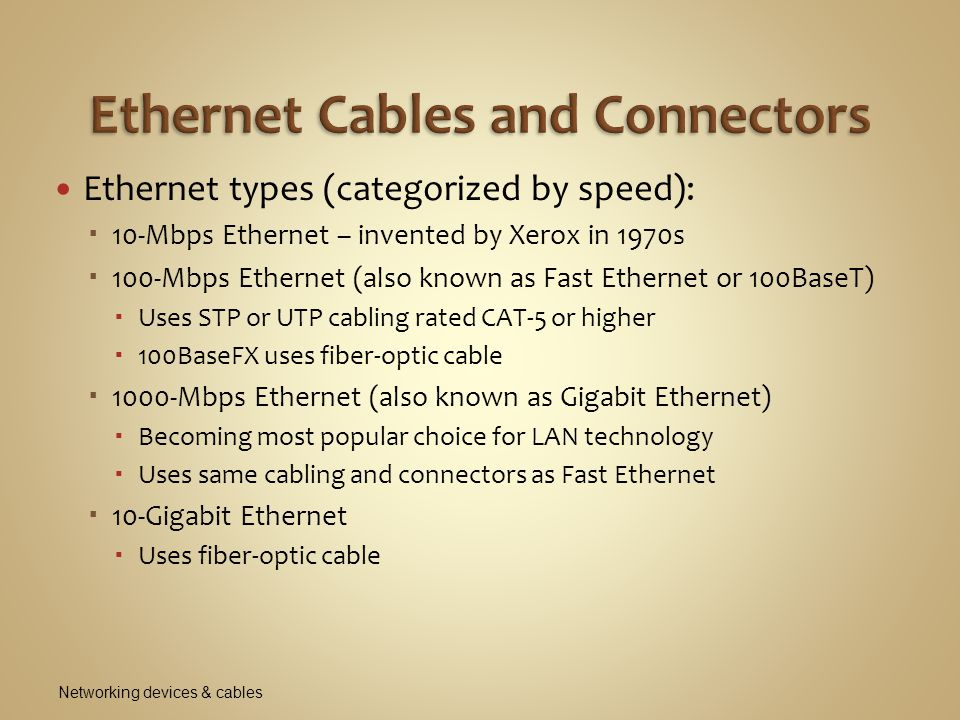 Ethernet Cables and Connectors
• Ethernet types (categorized by speed):
▪ 10-Mbps Ethernet – invented by Xerox in 1970s
▪ 100-Mbps Ethernet (also known as Fast Ethernet or 100BaseT)
▪ Uses STP or UTP cabling rated CAT-5 or higher
▪ 100BaseFX uses fiber-optic cable
▪ 1000-Mbps Ethernet (also known as Gigabit Ethernet)
▪ Becoming most popular choice for LAN technology
▪ Uses same cabling and connectors as Fast Ethernet
▪ 10-Gigabit Ethernet
▪ Uses fiber-optic cable
Networking devices & cables